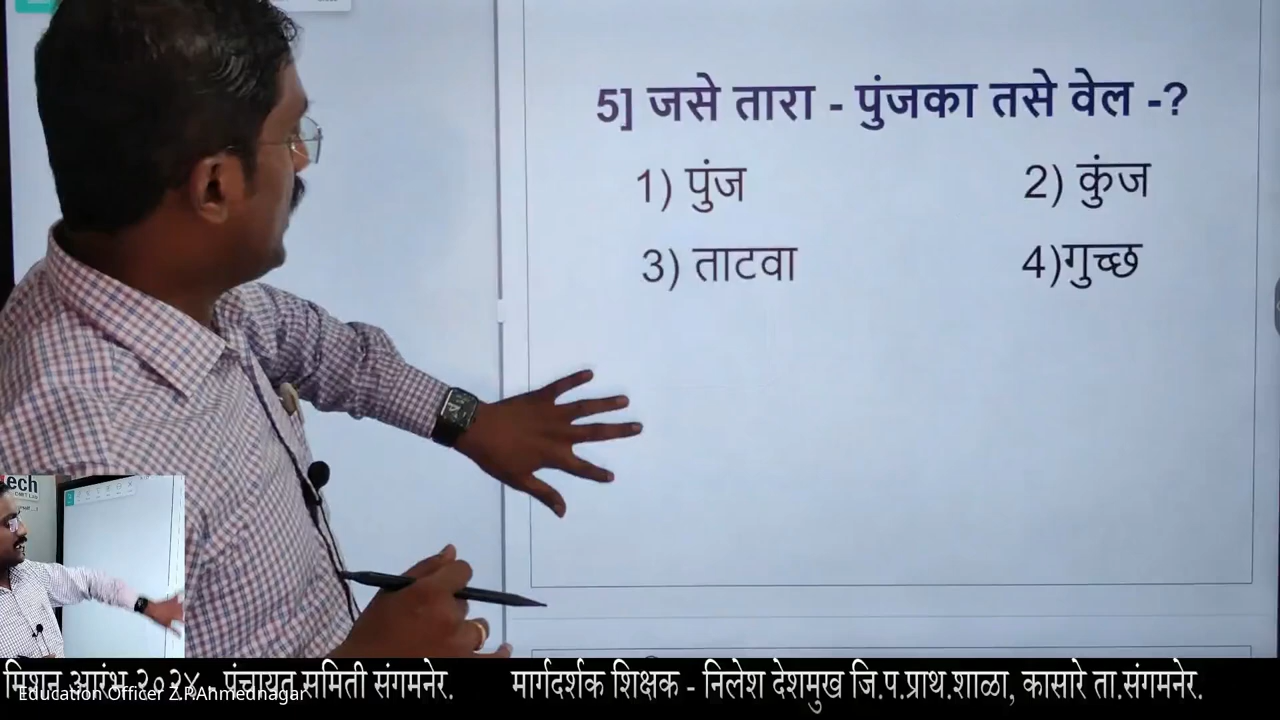 5] जसे तारा - पुंजका तसे वेल -?
1) पुंज
2) कुंज
3) ताटवा
4)गुच्छ
ech
मिशन आरंभ २०२४ - पंचायत समिती संगमनेर.
मार्गदर्शक शिक्षक - निलेश देशमुख जि.प.प्राथ.शाळा, कासारे ता.संगमनेर.
Education Officer Z.P.Ahmednagar